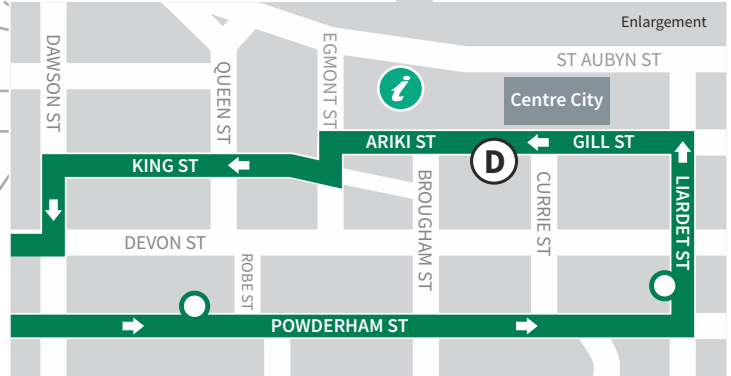 Enlargement
DAWSON ST
QUEEN ST
EGMONT ST
ST AUBYN ST
i
Centre City
ARIKI ST
D
GILL ST
KING ST
BROUGHAM ST
CURRIE ST
LIARDET ST
DEVON ST
ROBE ST
POWDERHAM ST